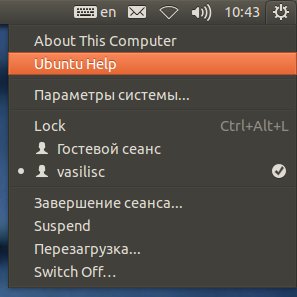 en 10:43
About This Computer
Ubuntu Help
Параметры системы...
Lock Ctrl+Alt+L
Гостевой сеанс
vasilisc
Завершение сеанса...
Suspend
Перезагрузка...
Switch Off...